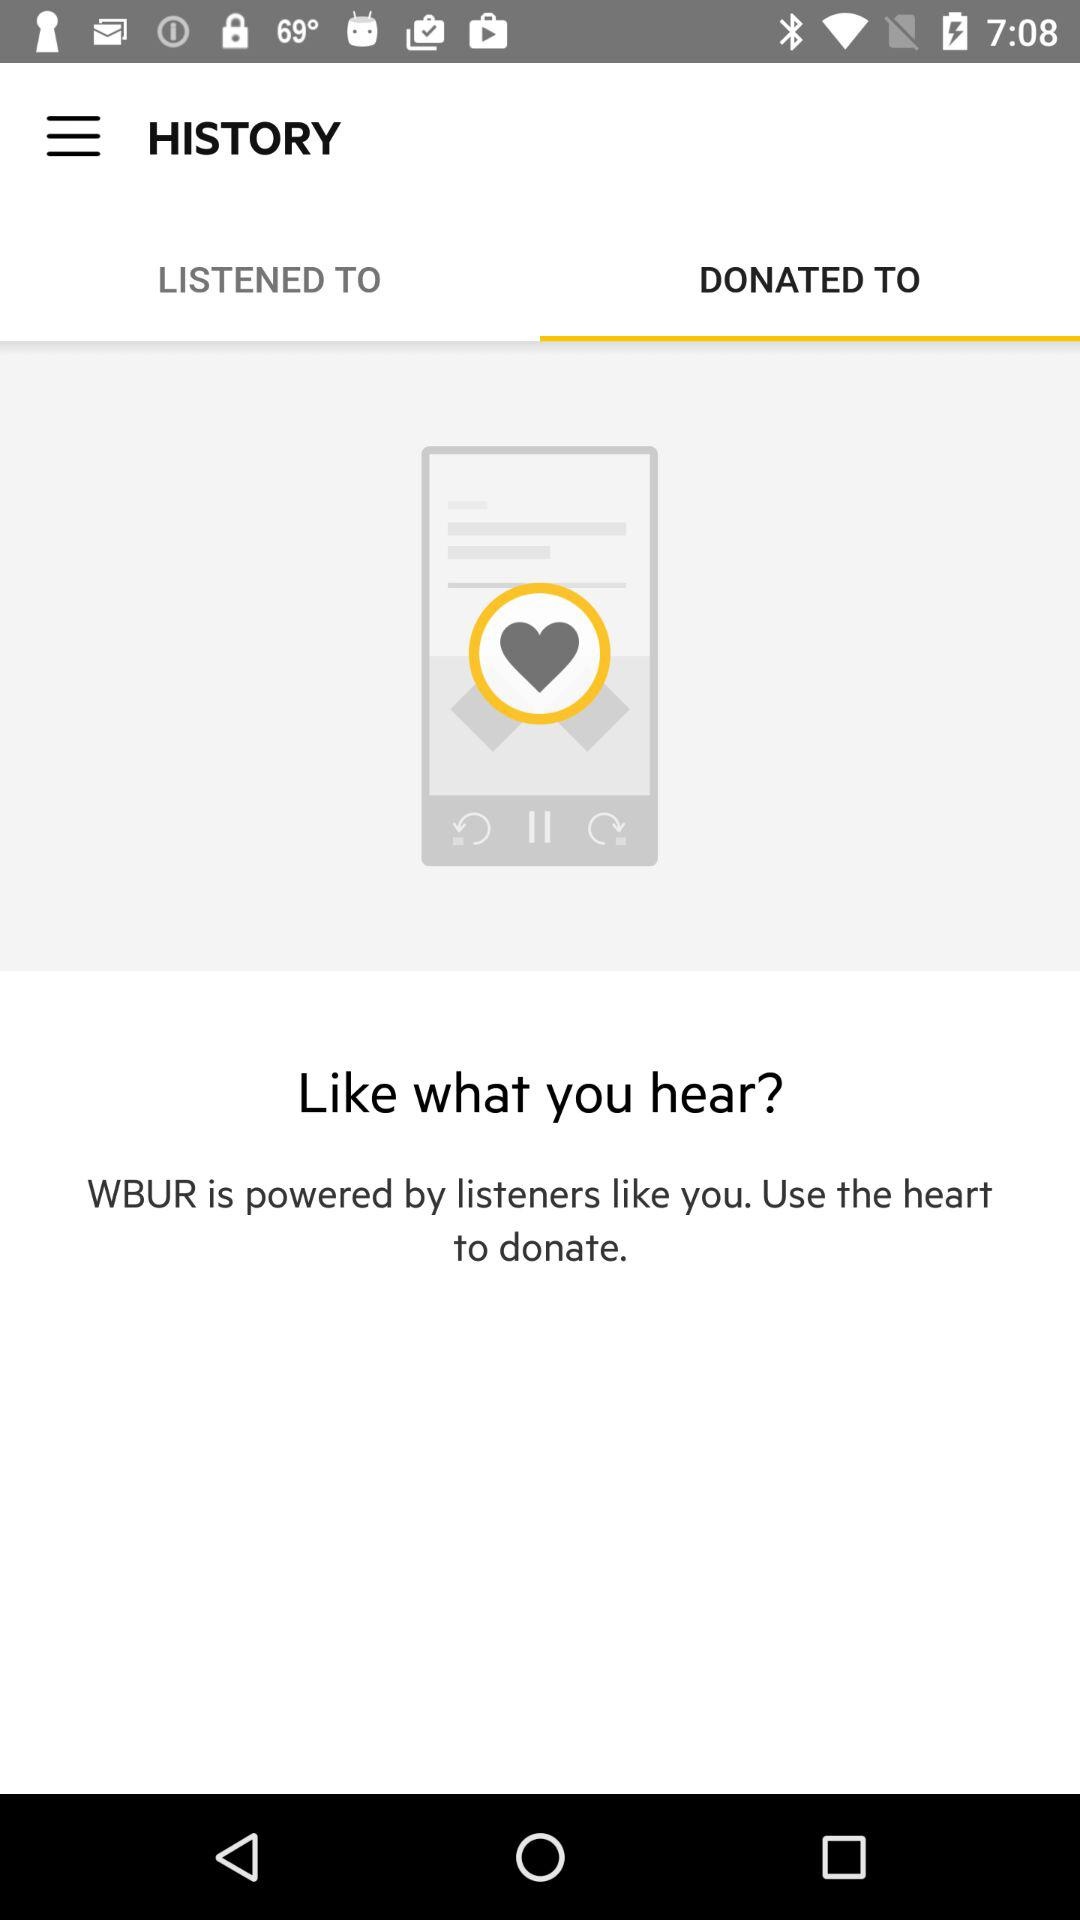 69° 7:08
HISTORY
LISTENED TO DONATED TO
Like what you hear?
WBUR is powered by listeners like you. Use the heart
to donate.